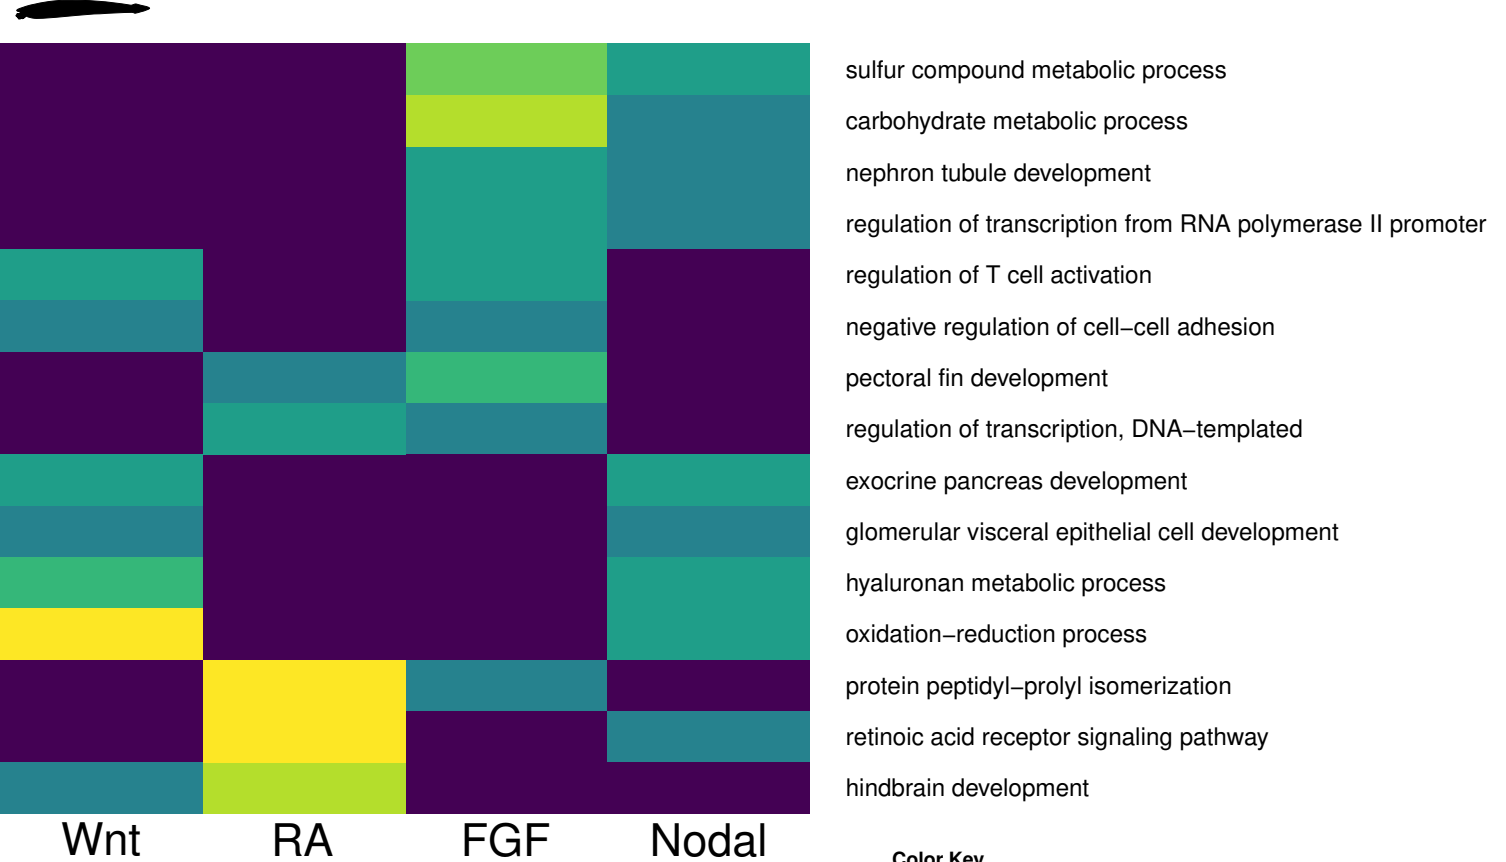 sulfur compound metabolic process
carbohydrate metabolic process
nephron tubule development
regulation of transcription from RNA polymerase II promoter
regulation of T cell activation
negative regulation of cell−cell adhesion
pectoral fin development
regulation of transcription, DNA−templated
exocrine pancreas development
glomerular visceral epithelial cell development
hyaluronan metabolic process
oxidation−reduction process
protein peptidyl−prolyl isomerization
retinoic acid receptor signaling pathway
hindbrain development
Wnt RA FGF Nodal
Color Key